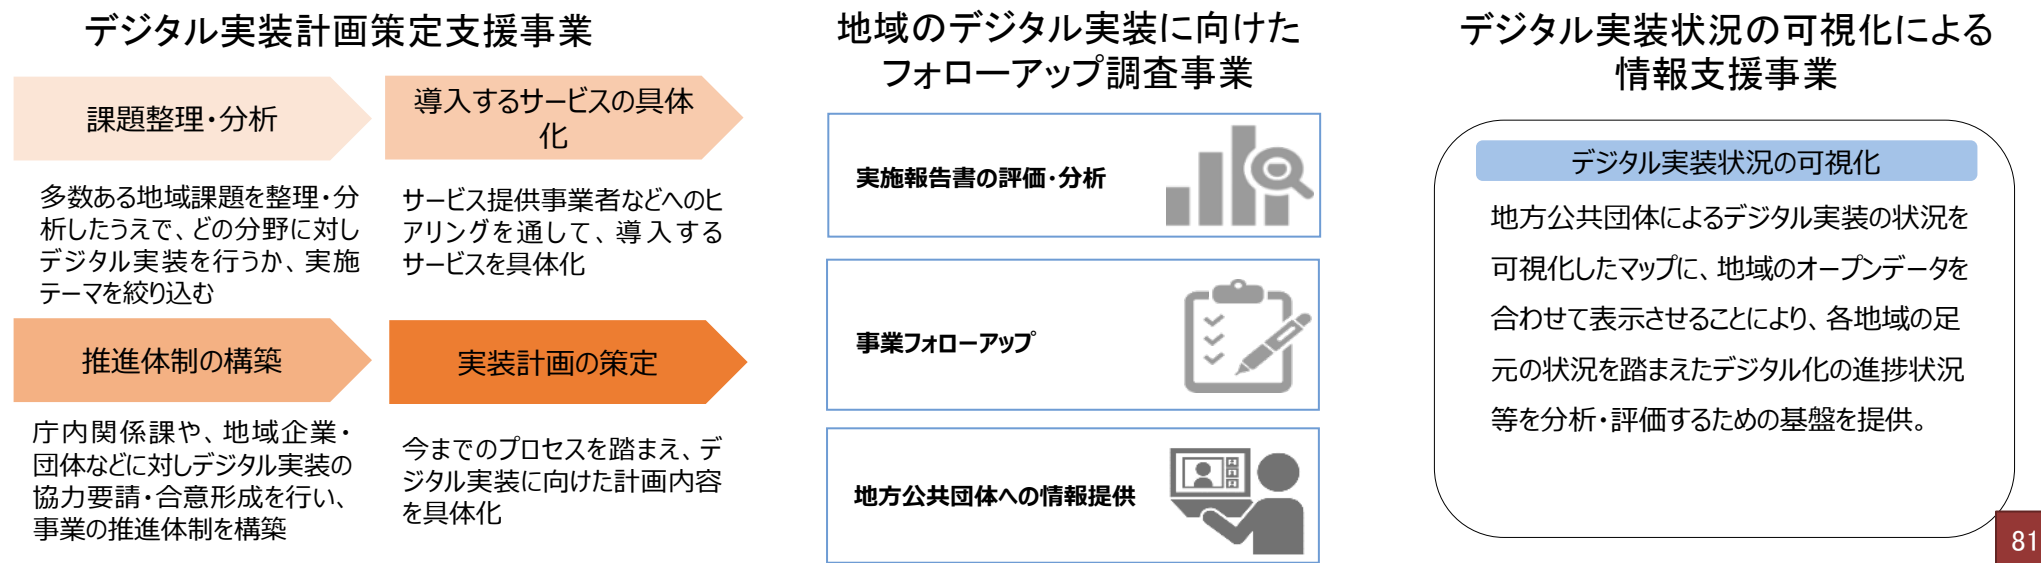 デジタル実装計画策定支援事業
課題整理・分析
導入するサービスの具体
化
多数ある地域課題を整理・分
析したうえで、どの分野に対し
デジタル実装を行うか、実施
テーマを絞り込む
サービス提供事業者などへのヒ
アリングを通して、導入する
サービスを具体化
推進体制の構築
実装計画の策定
庁内関係課や、地域企業・
団体などに対しデジタル実装の
協力要請・合意形成を行い、
事業の推進体制を構築
今までのプロセスを踏まえ、デ
ジタル実装に向けた計画内容
を具体化
地域のデジタル実装に向けた
フォローアップ調査事業
実施報告書の評価・分析
事業フォローアップ
地方公共団体への情報提供
デジタル実装状況の可視化による
情報支援事業
デジタル実装状況の可視化
地方公共団体によるデジタル実装の状況を
可視化したマップに、地域のオープンデータを
合わせて表示させることにより、各地域の足
元の状況を踏まえたデジタル化の進捗状況
等を分析・評価するための基盤を提供。
81